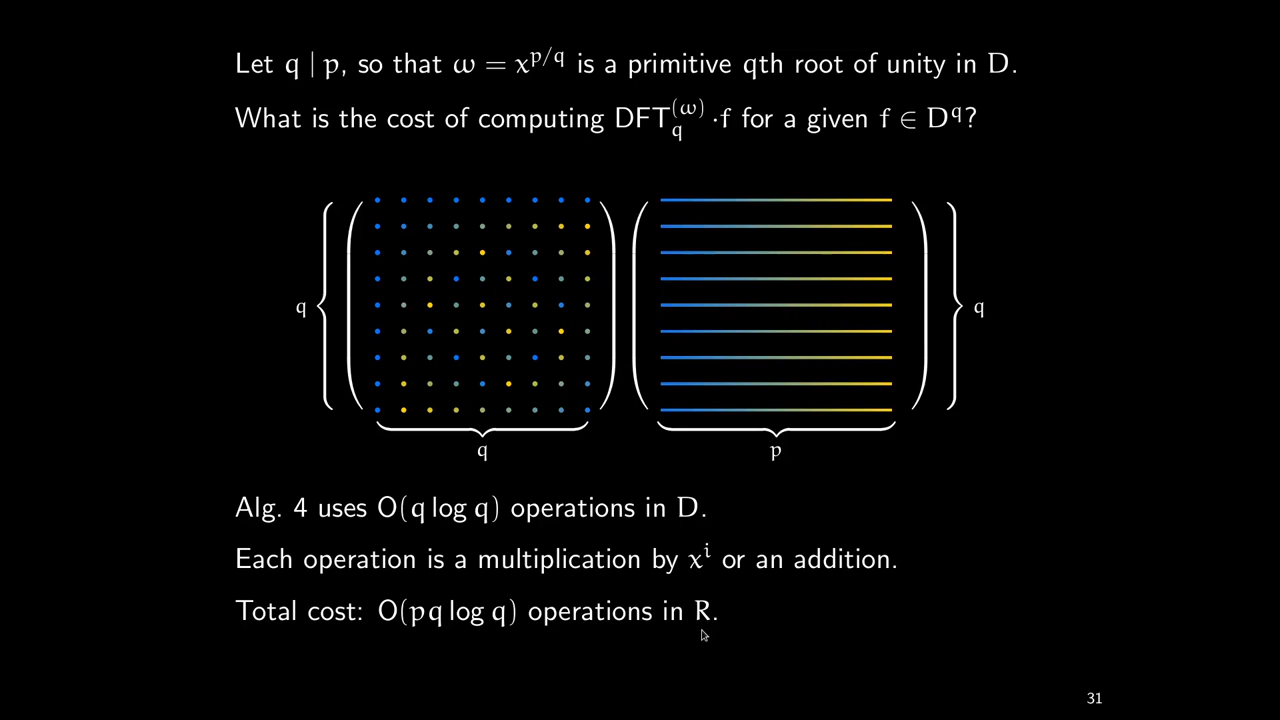 Let q | p, so that ω = x^{p/q} is a primitive qth root of unity in D.
What is the cost of computing DFT_q^{(ω)} · f for a given f ∈ D^q?
q
q
q
p
Alg. 4 uses O(q log q) operations in D.
Each operation is a multiplication by x^i or an addition.
Total cost: O(pq log q) operations in R.
31